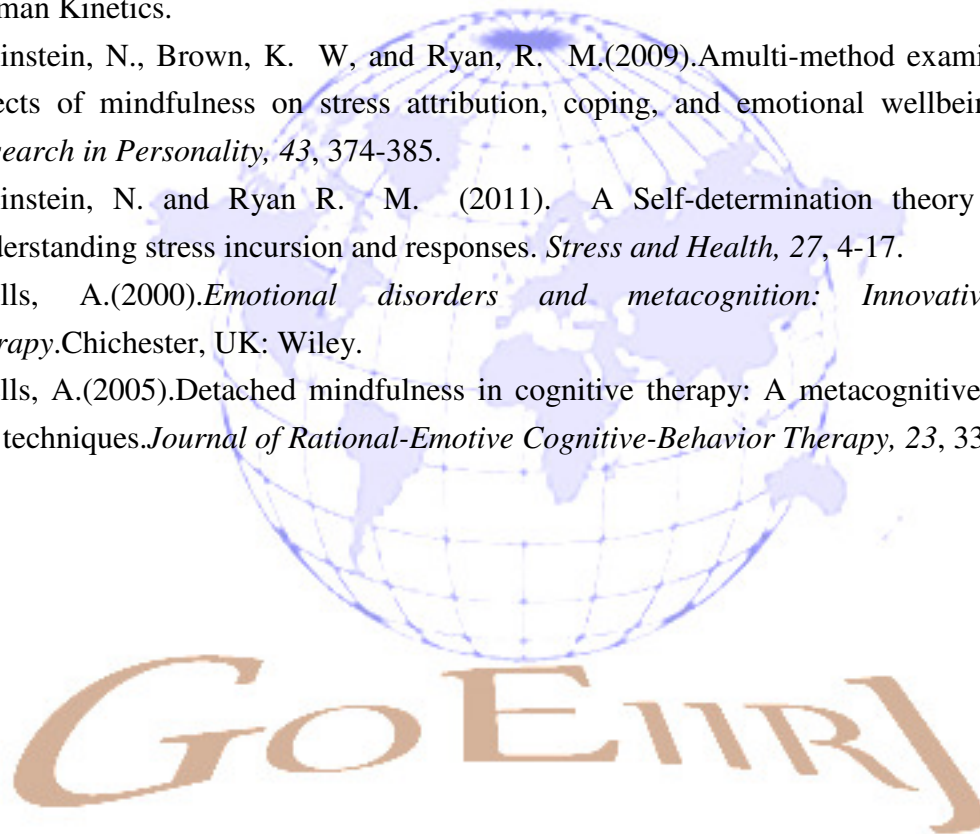 man Kinetics.
instein, N., Brown, K. W, and Ryan, R. M.(2009).Amulti-method exami
ects of mindfulness on stress attribution, coping, and emotional wellbein
earch in Personality, 43, 374-385.
instein, N. and Ryan R. M. (2011). A Self-determination theory
derstanding stress incursion and responses. Stress and Health, 27, 4-17.
lls, A.(2000).Emotional disorders and metacognition: Innovativ
rapy.Chichester, UK: Wiley.
lls, A.(2005).Detached mindfulness in cognitive therapy: A metacognitive
techniques.Journal of Rational-Emotive Cognitive-Behavior Therapy, 23, 33
GOEIIRJ